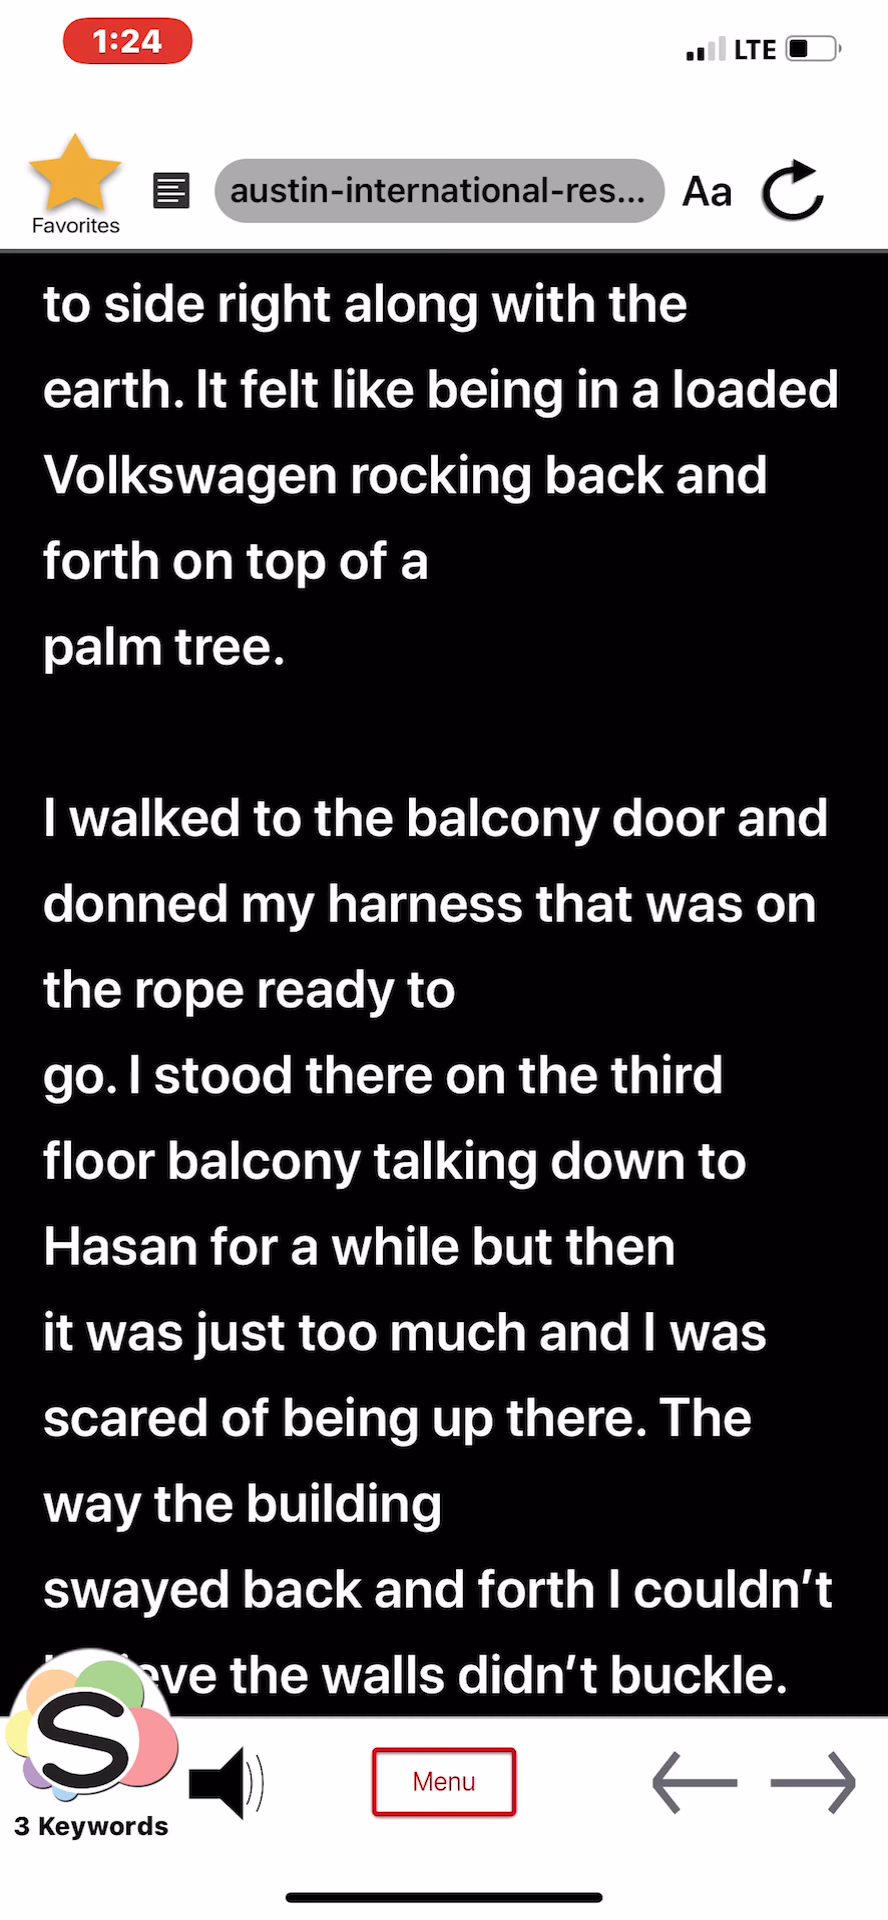 1:24
LTE
Favorites
austin-international-res...
Aa
to side right along with the
earth. It felt like being in a loaded
Volkswagen rocking back and
forth on top of a
palm tree.
I walked to the balcony door and
donned my harness that was on
the rope ready to
go. I stood there on the third
floor balcony talking down to
Hasan for a while but then
it was just too much and I was
scared of being up there. The
way the building
swayed back and forth I couldn’t
the walls didn’t buckle.
S
Menu
3 Keywords